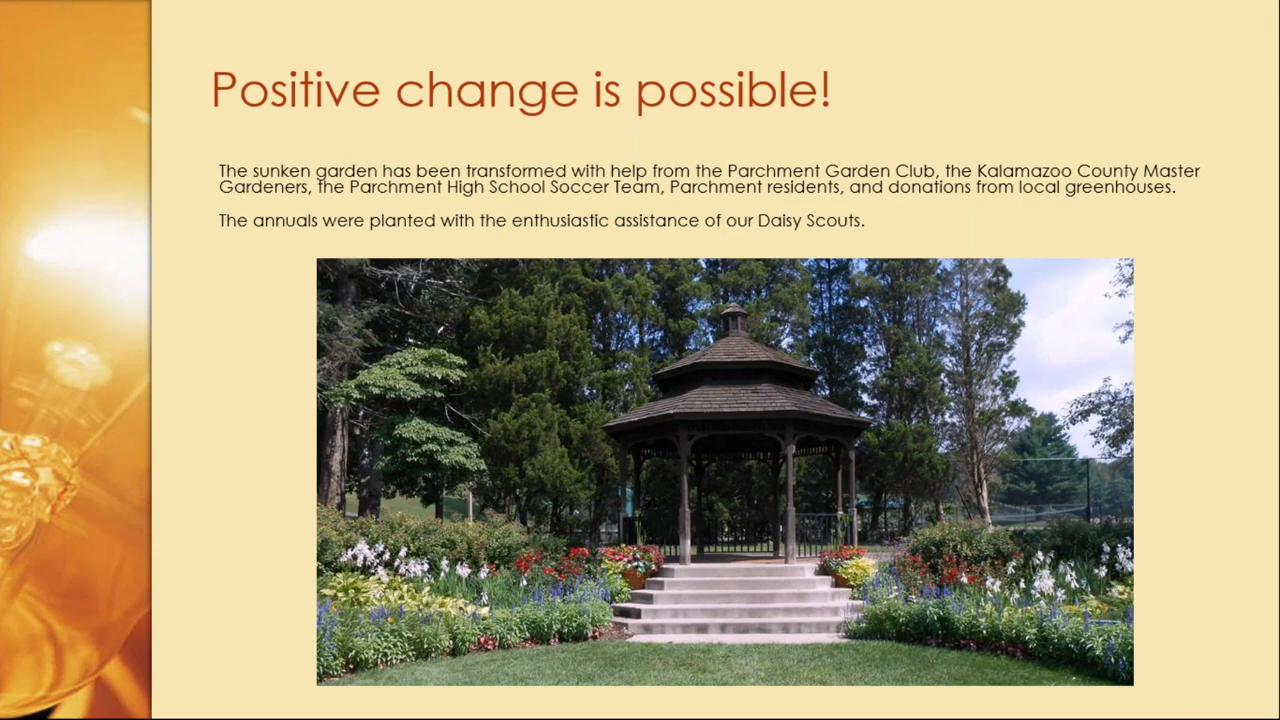 Positive change is possible!
The sunken garden has been transformed with help from the Parchment Garden Club, the Kalamazoo County Master
Gardeners, the Parchment High School Soccer Team, Parchment residents, and donations from local greenhouses.
The annuals were planted with the enthusiastic assistance of our Daisy Scouts.